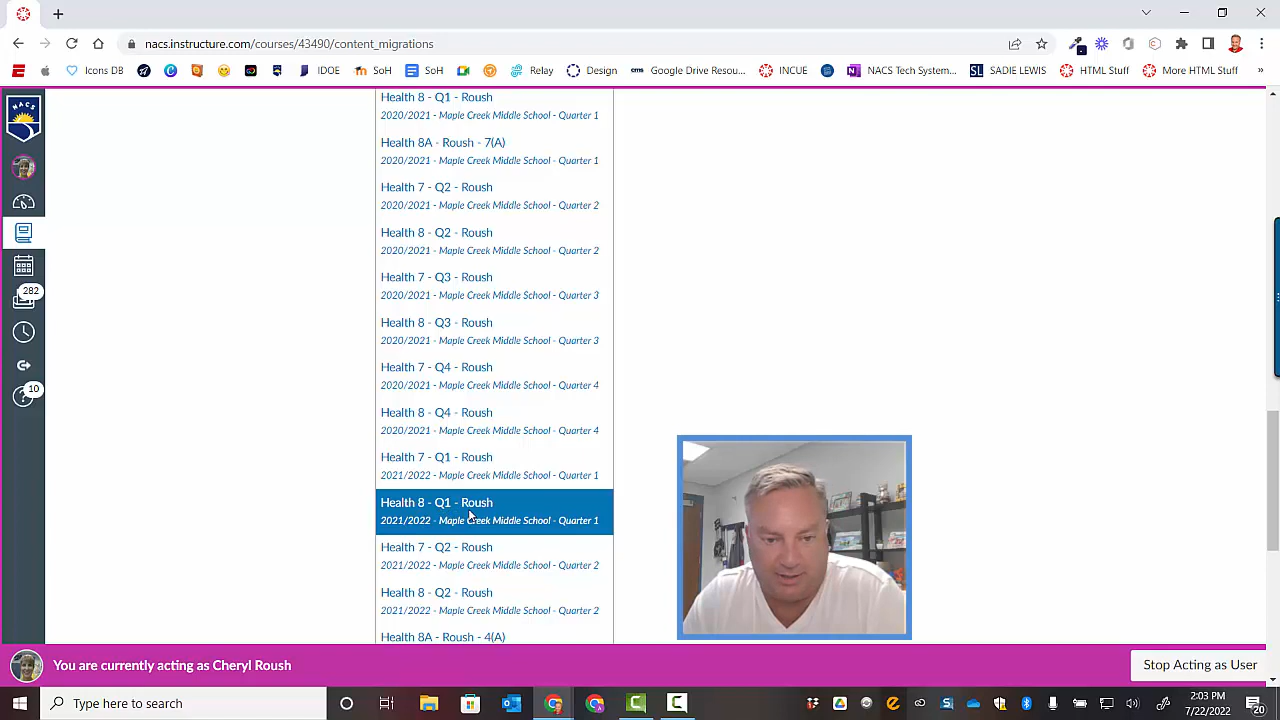 nacs.instructure.com/courses/43490/content_migrations
Icons DB
IDOE
SoH
SoH
Relay
Design
cms
Google Drive Resou...
INCUE
NACS Tech System...
SL
SADIE LEWIS
HTML Stuff
More HTML Stuff
»
NACS
282
10
Health 8 - Q1 - Roush
2020/2021 - Maple Creek Middle School - Quarter 1
Health 8A - Roush - 7(A)
2020/2021 - Maple Creek Middle School - Quarter 1
Health 7 - Q2 - Roush
2020/2021 - Maple Creek Middle School - Quarter 2
Health 8 - Q2 - Roush
2020/2021 - Maple Creek Middle School - Quarter 2
Health 7 - Q3 - Roush
2020/2021 - Maple Creek Middle School - Quarter 3
Health 8 - Q3 - Roush
2020/2021 - Maple Creek Middle School - Quarter 3
Health 7 - Q4 - Roush
2020/2021 - Maple Creek Middle School - Quarter 4
Health 8 - Q4 - Roush
2020/2021 - Maple Creek Middle School - Quarter 4
Health 7 - Q1 - Roush
2021/2022 - Maple Creek Middle School - Quarter 1
Health 8 - Q1 - Roush
2021/2022 - Maple Creek Middle School - Quarter 1
Health 7 - Q2 - Roush
2021/2022 - Maple Creek Middle School - Quarter 2
Health 8 - Q2 - Roush
2021/2022 - Maple Creek Middle School - Quarter 2
Health 8A - Roush - 4(A)
You are currently acting as Cheryl Roush
Stop Acting as User
Type here to search
2:03 PM
7/22/2022
20